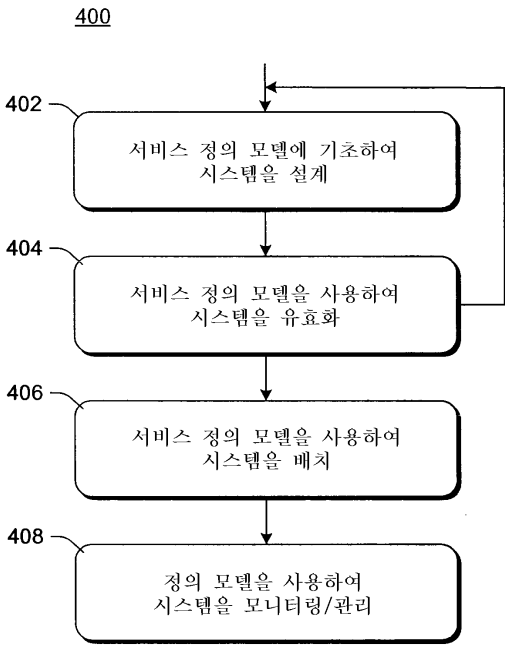 400
402
서비스 정의 모델에 기초하여
시스템을 설계
404
서비스 정의 모델을 사용하여
시스템을 유효화
406
서비스 정의 모델을 사용하여
시스템을 배치
408
정의 모델을 사용하여
시스템을 모니터링/관리